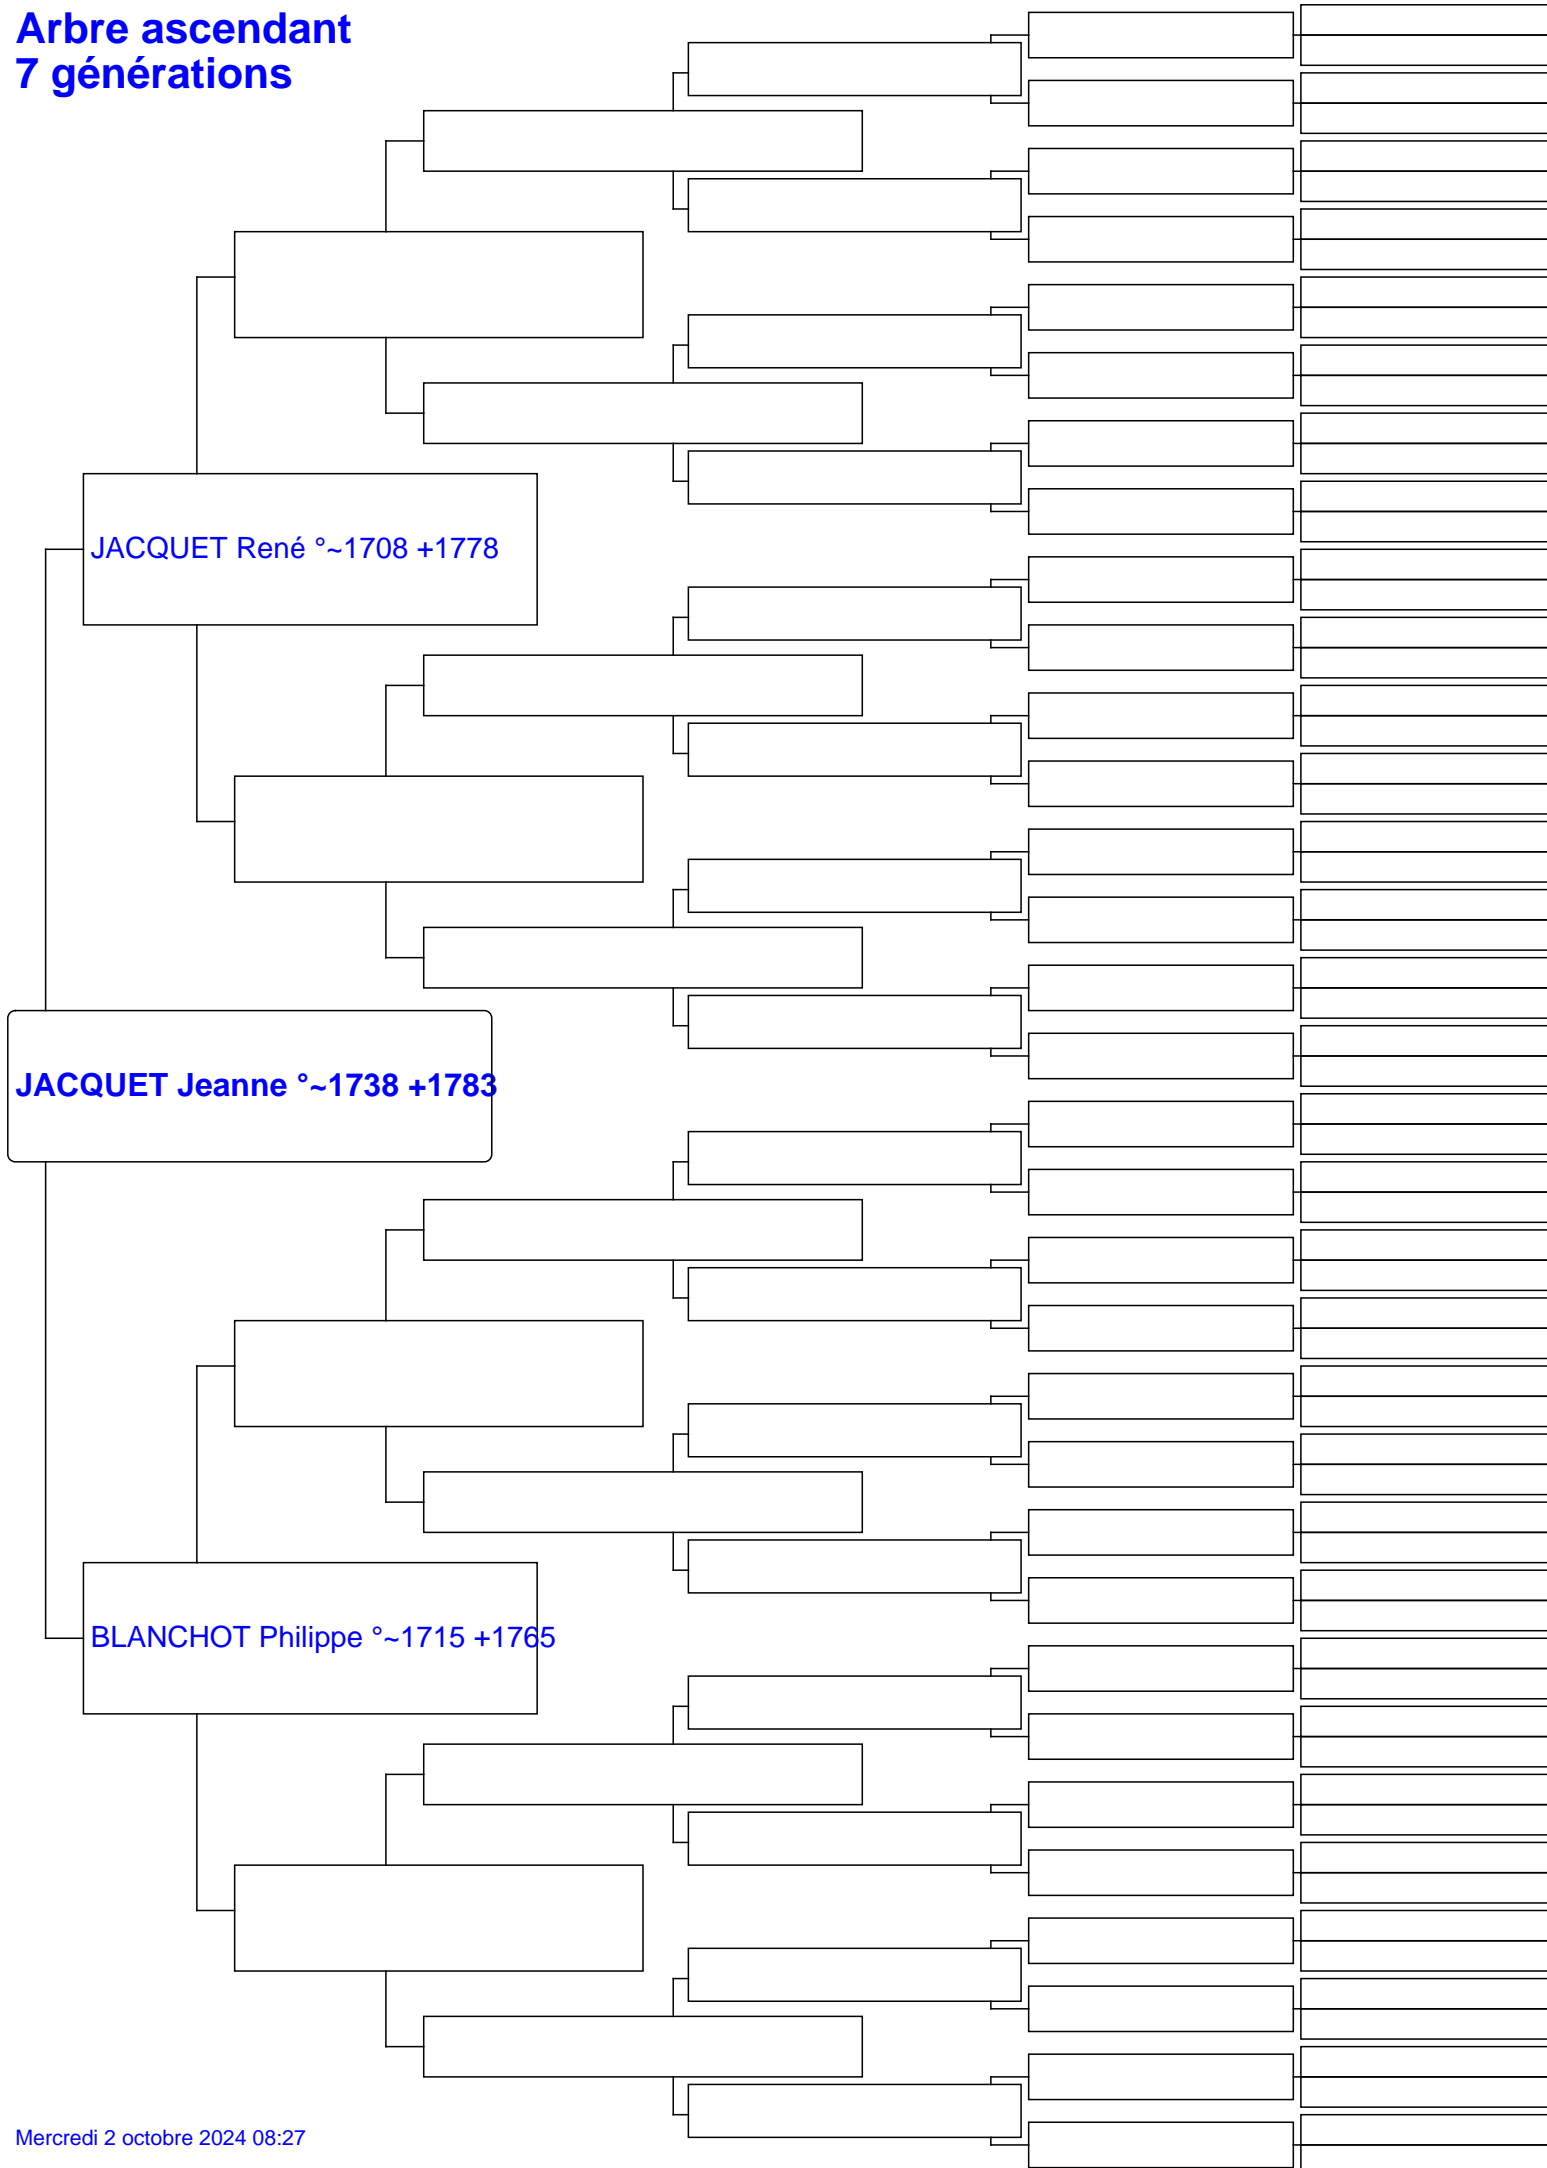 Arbre ascendant
7 générations
JACQUET René °~1708 +1778
JACQUET Jeanne °~1738 +1783
BLANCHOT Philippe °~1715 +1765
Mercredi 2 octobre 2024 08:27